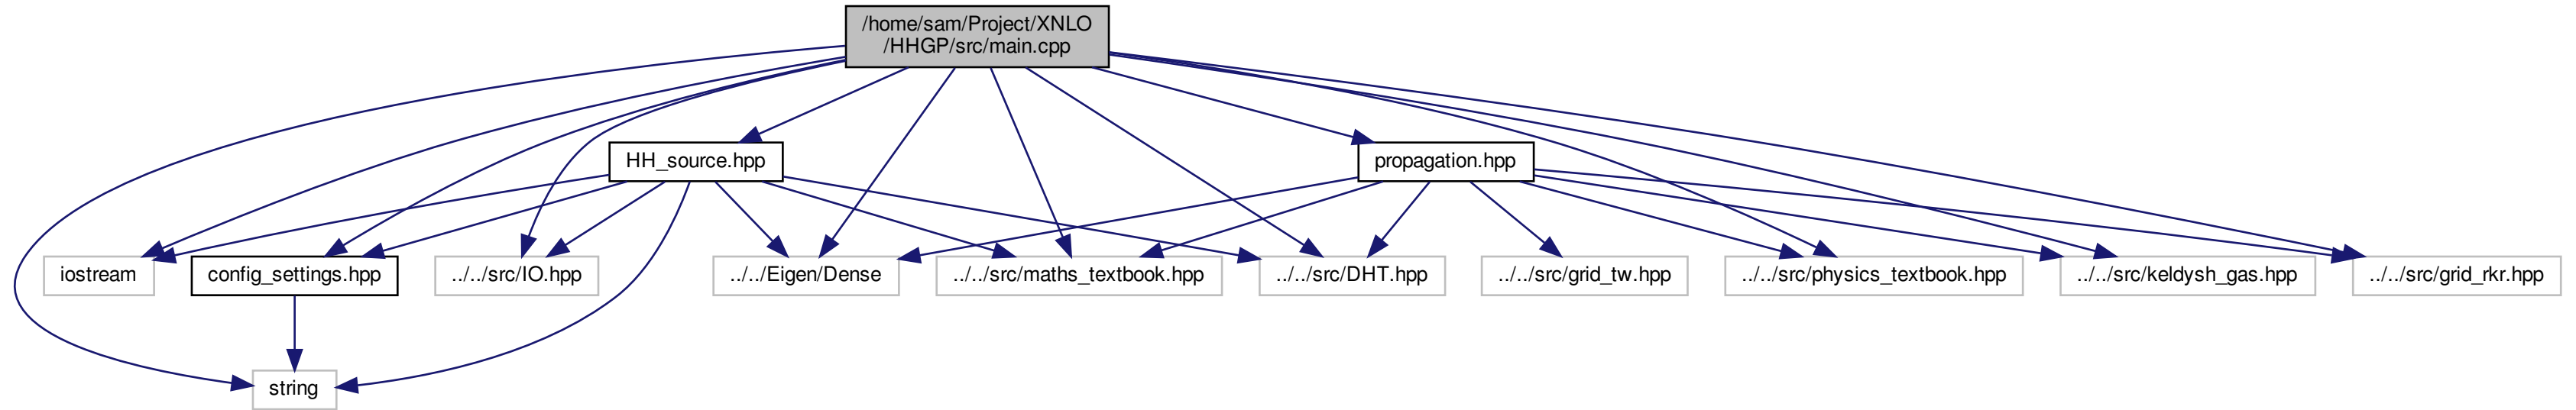 /home/sam/Project/XNLO
/HHGP/src/main.cpp
HH_source.hpp
propagation.hpp
iostream
config_settings.hpp
../../src/IO.hpp
../../Eigen/Dense
../../src/maths_textbook.hpp
../../src/DHT.hpp
../../src/grid_tw.hpp
../../src/physics_textbook.hpp
../../src/keldysh_gas.hpp
../../src/grid_rkr.hpp
string